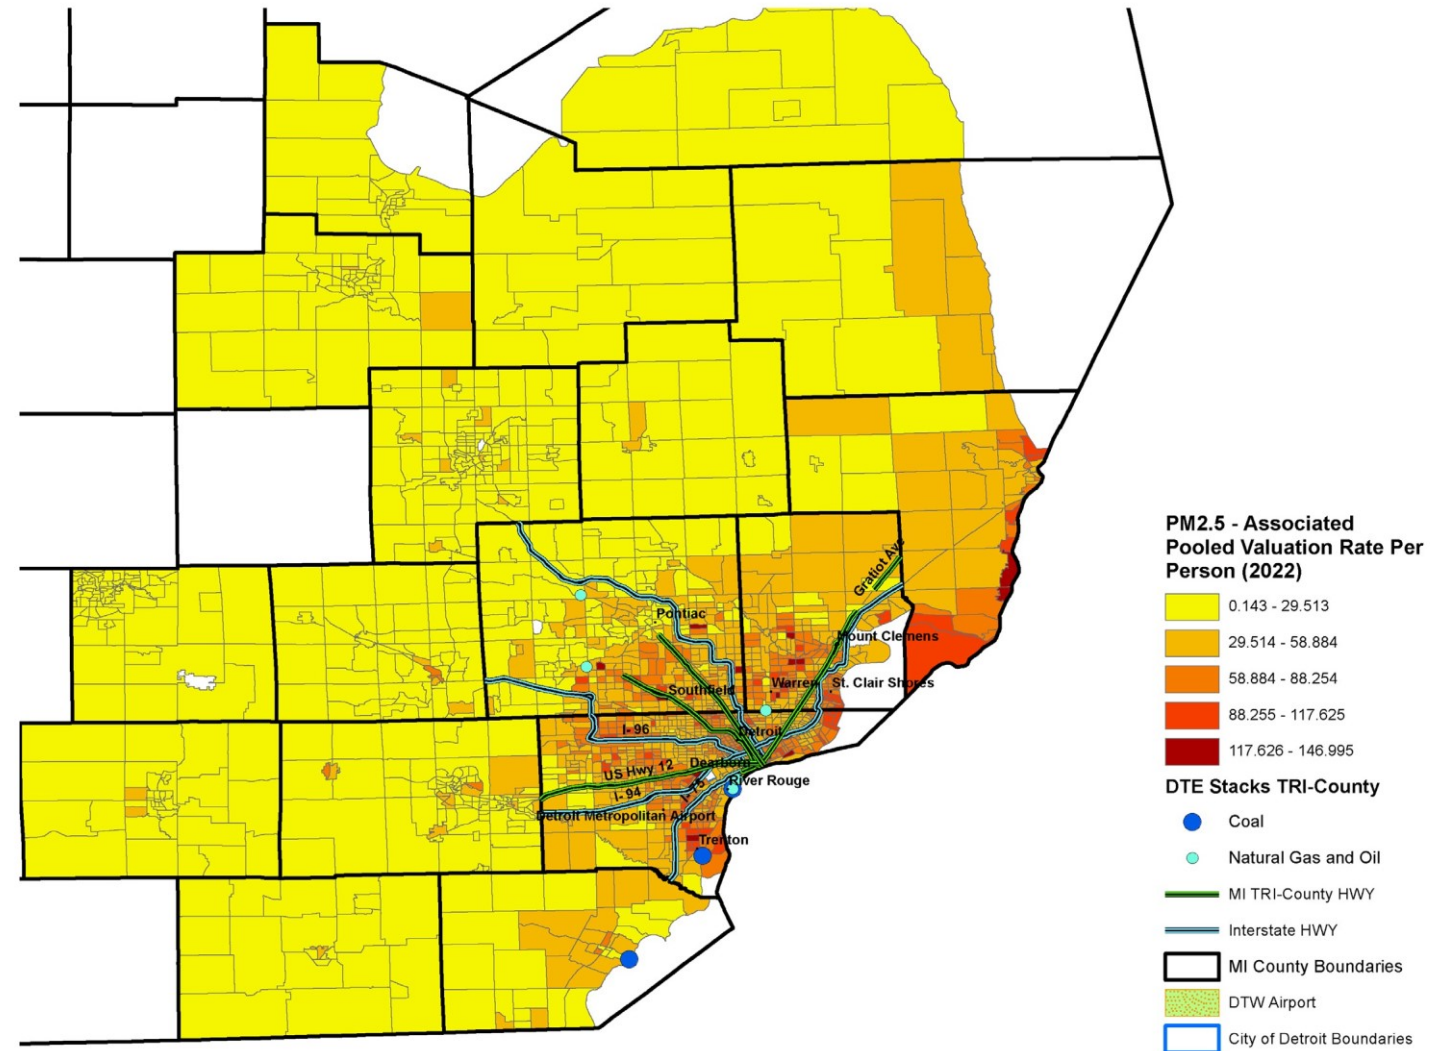 Gratiot Ave
Pontiac
Mount Clemens
Southfield
Warren
St. Clair Shores
I- 96
Detroit
Dearborn
US Hwy 12
River Rouge
I- 94
I- 75
Detroit Metropolitan Airport
Trenton
PM2.5 - Associated
Pooled Valuation Rate Per
Person (2022)
0.143 - 29.513
29.514 - 58.884
58.884 - 88.254
88.255 - 117.625
117.626 - 146.995
DTE Stacks TRI-County
Coal
Natural Gas and Oil
MI TRI-County HWY
Interstate HWY
MI County Boundaries
DTW Airport
City of Detroit Boundaries